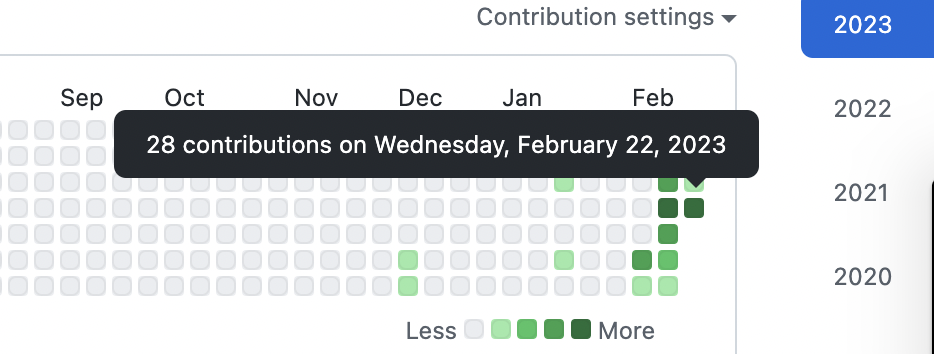 Contribution settings
2023
Sep Oct Nov Dec Jan Feb
2022
28 contributions on Wednesday, February 22, 2023
2021
2020
Less More